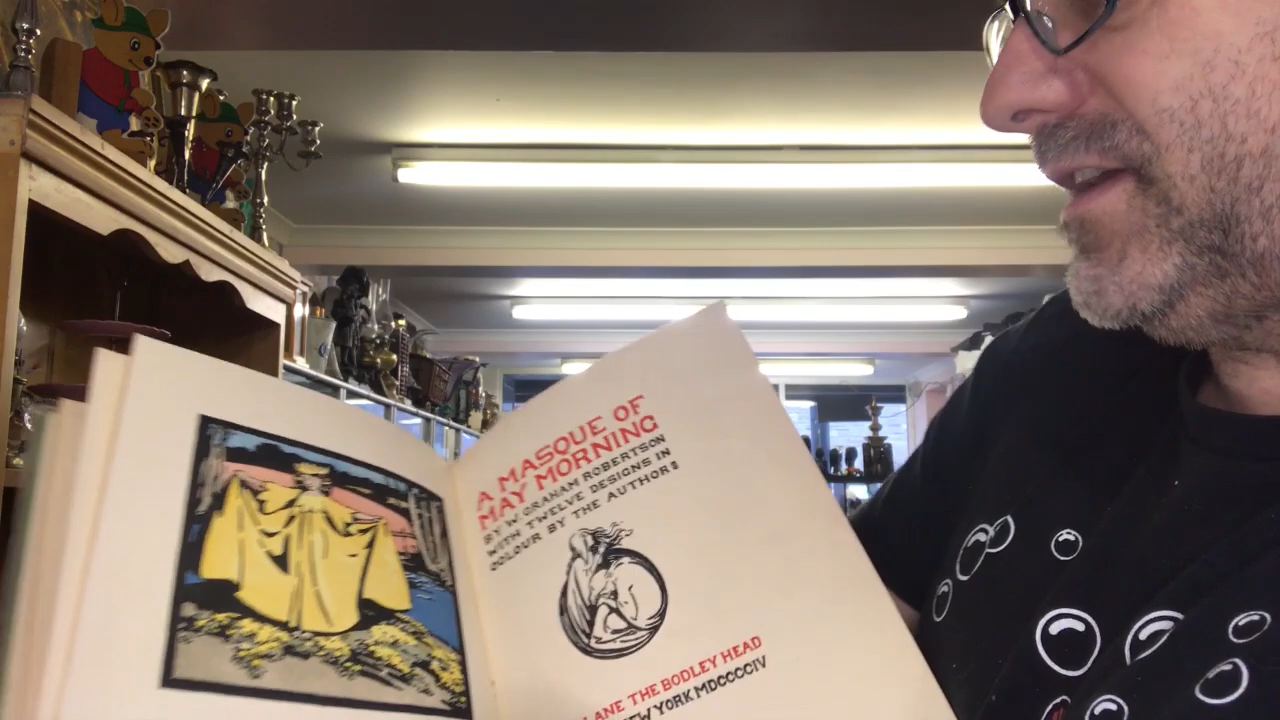 A MASQUE OF
MAY MORNING
BY W. GRAHAM ROBERTSON
WITH TWELVE DESIGNS IN
COLOUR BY THE AUTHOR
LANE THE BODLEY HEAD
NEW YORK MDCCCCIV